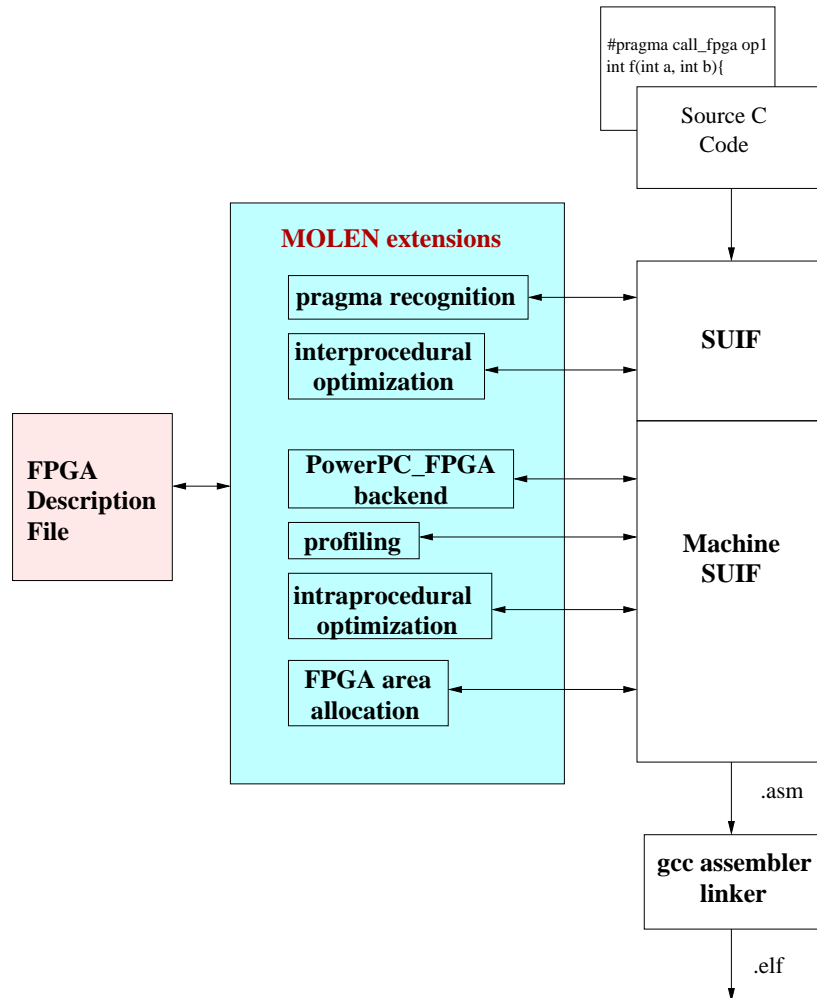 #pragma call_fpga op1
int f(int a, int b){
Source C
Code
MOLEN extensions
pragma recognition
interprocedural
optimization
SUIF
FPGA
Description
File
PowerPC_FPGA
backend
profiling
Machine
SUIF
intraprocedural
optimization
FPGA area
allocation
.asm
gcc assembler
linker
.elf